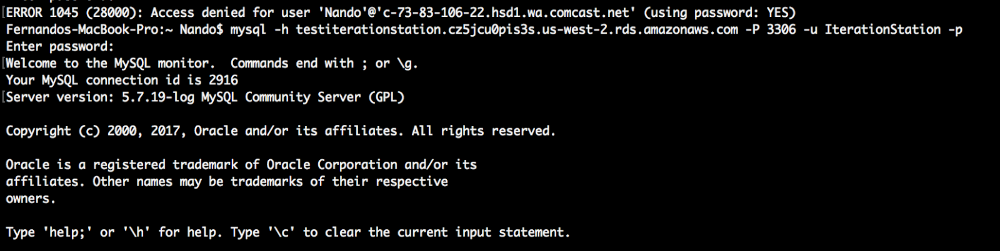 [ERROR 1045 (28000): Access denied for user 'Nando'@'c-73-83-106-22.hsd1.wa.comcast.net' (using password: YES)
Fernandos-MacBook-Pro:~ Nando$ mysql -h testiterationstation.cz5jcu0pis3s.us-west-2.rds.amazonaws.com -P 3306 -u IterationStation -p
Enter password:
[Welcome to the MySQL monitor.  Commands end with ; or \g.
Your MySQL connection id is 2916
[Server version: 5.7.19-log MySQL Community Server (GPL)
Copyright (c) 2000, 2017, Oracle and/or its affiliates. All rights reserved.
Oracle is a registered trademark of Oracle Corporation and/or its
affiliates. Other names may be trademarks of their respective
owners.
Type 'help;' or '\h' for help. Type '\c' to clear the current input statement.